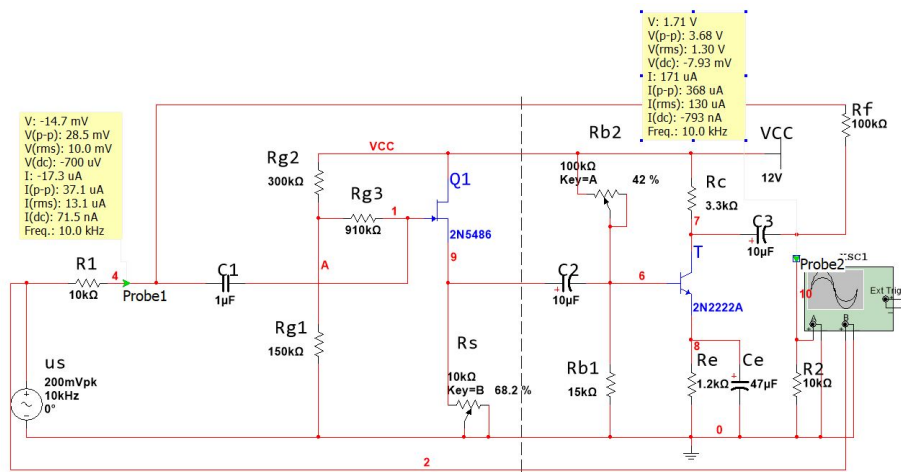 V: 1.71 V
V(p-p): 3.68 V
V(rms): 1.30 V
V(dc): -7.93 mV
I: 171 uA
I(p-p): 368 uA
I(rms): 130 uA
I(dc): -793 nA
Freq.: 10.0 kHz
V: -14.7 mV
V(p-p): 28.5 mV
V(rms): 10.0 mV
V(dc): -700 uV
I: -17.3 uA
I(p-p): 37.1 uA
I(rms): 13.1 uA
I(dc): 71.5 nA
Freq.: 10.0 kHz
Rf
100kΩ
Rb2
100kΩ
Key=A
42 %
VCC
12V
VCC
Rg2
300kΩ
Q1
2N5486
Rg3
910kΩ
1
Rc
3.3kΩ
7
C3
10µF
+
T
2N2222A
9
A
R1
10kΩ
4
Probe1
C1
1µF
C2
10µF
+
6
Probe2
SC1
Ext Trig
+
A
B
10
Rg1
150kΩ
Rs
10kΩ
Key=B
68.2 %
Rb1
15kΩ
8
Re
1.2kΩ
Ce
47µF
+
R2
10kΩ
us
200mVpk
10kHz
0°
0
2